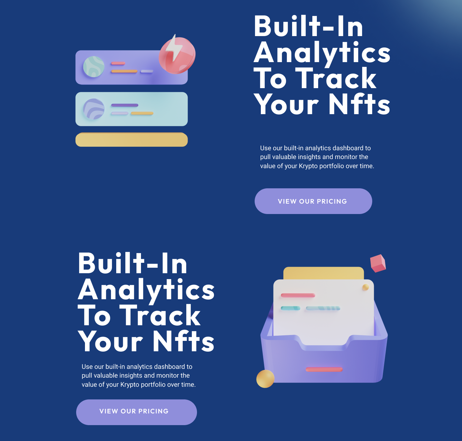 Built-In
Analytics
To Track
Your Nfts
Use our built-in analytics dashboard to
pull valuable insights and monitor the
value of your Krypto portfolio over time.
VIEW OUR PRICING
Built-In
Analytics
To Track
Your Nfts
Use our built-in analytics dashboard to
pull valuable insights and monitor the
value of your Krypto portfolio over time.
VIEW OUR PRICING